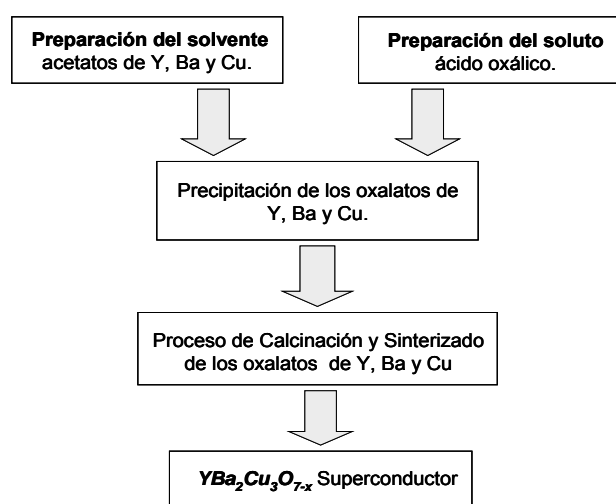 Preparación del solvente
acetatos de Y, Ba y Cu.
Preparación del soluto
ácido oxálico.
Precipitación de los oxalatos de
Y, Ba y Cu.
Proceso de Calcinación y Sinterizado
de los oxalatos de Y, Ba y Cu
YBa2Cu3O7-x Superconductor